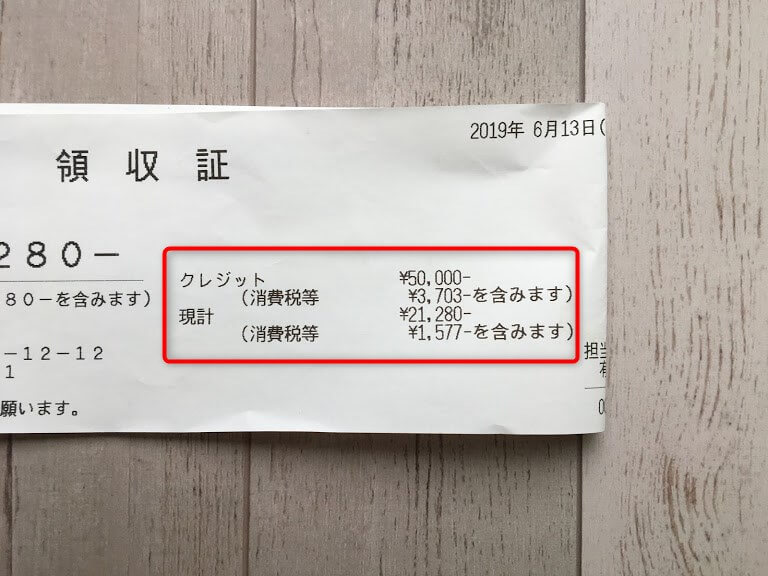 2019年 6月13日(
領収証
280-
クレジット ¥50,000-
(消費税等 ¥3,703-を含みます)
80-を含みます)
現計 ¥21,280-
(消費税等 ¥1,577-を含みます)
-12-12
担当
1
願います。